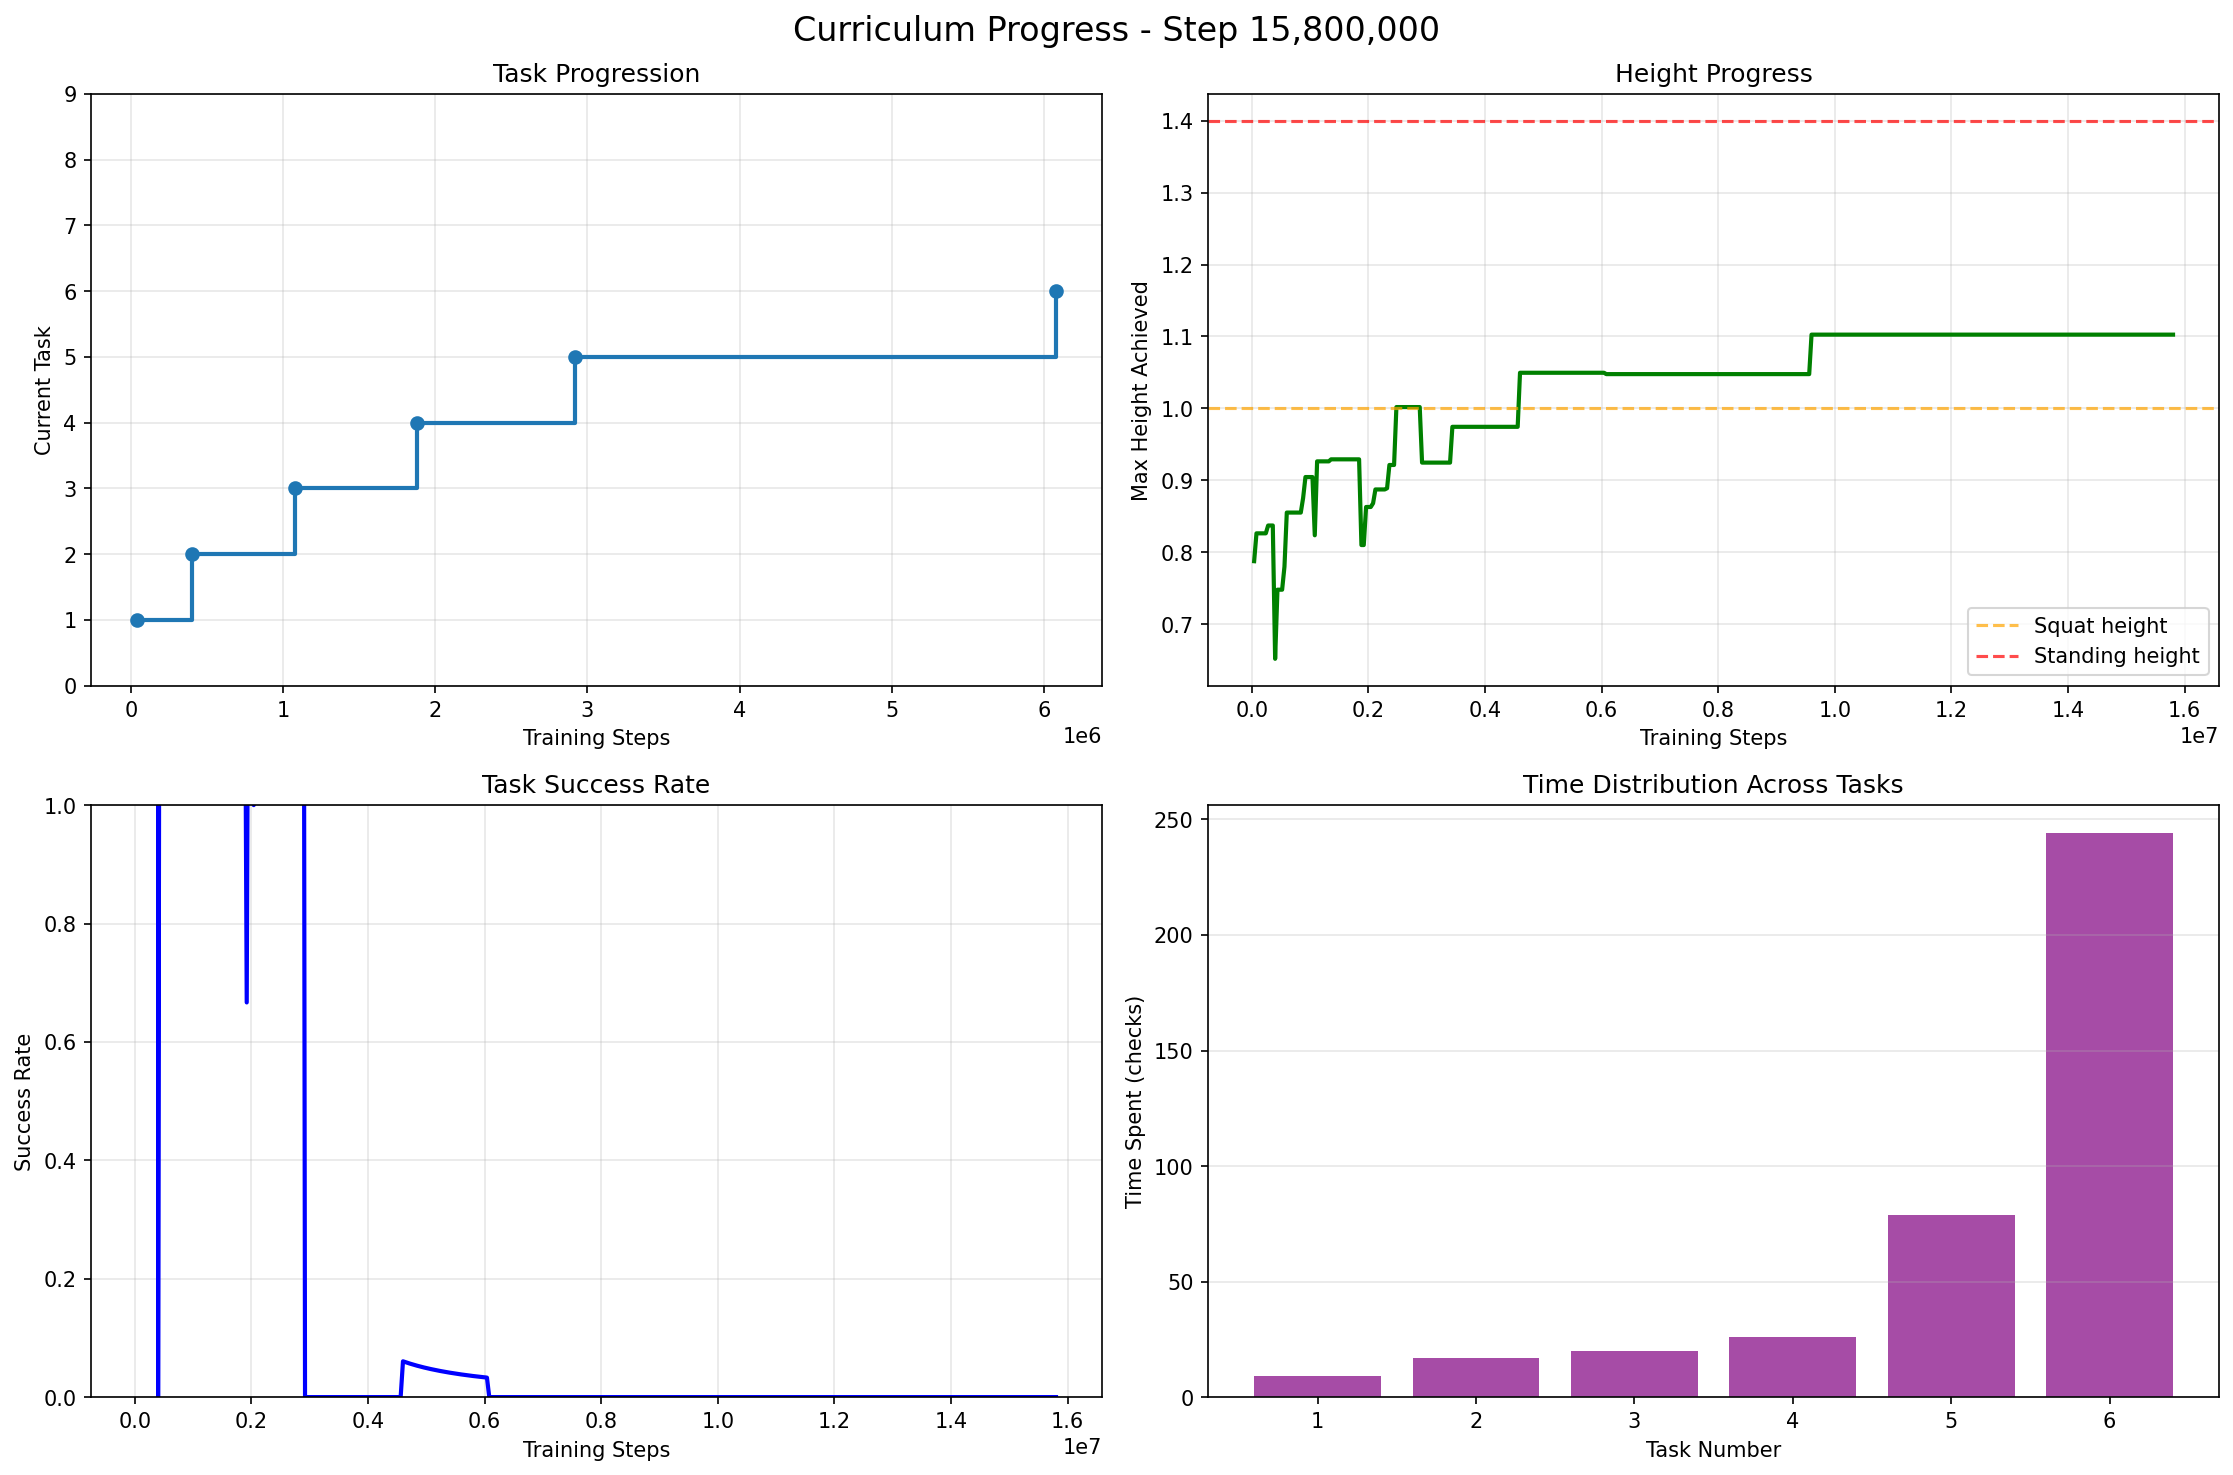 Curriculum Progress - Step 15,800,000
Task Progression
9
8
7
6
5
4
3
2
1
0
Current Task
0 1 2 3 4 5 6
1e6
Training Steps
Height Progress
1.4
1.3
1.2
1.1
1.0
0.9
0.8
0.7
Max Height Achieved
Squat height
Standing height
0.0 0.2 0.4 0.6 0.8 1.0 1.2 1.4 1.6
1e7
Training Steps
Task Success Rate
1.0
0.8
0.6
0.4
0.2
0.0
Success Rate
0.0 0.2 0.4 0.6 0.8 1.0 1.2 1.4 1.6
1e7
Training Steps
Time Distribution Across Tasks
250
200
150
100
50
0
Time Spent (checks)
1 2 3 4 5 6
Task Number